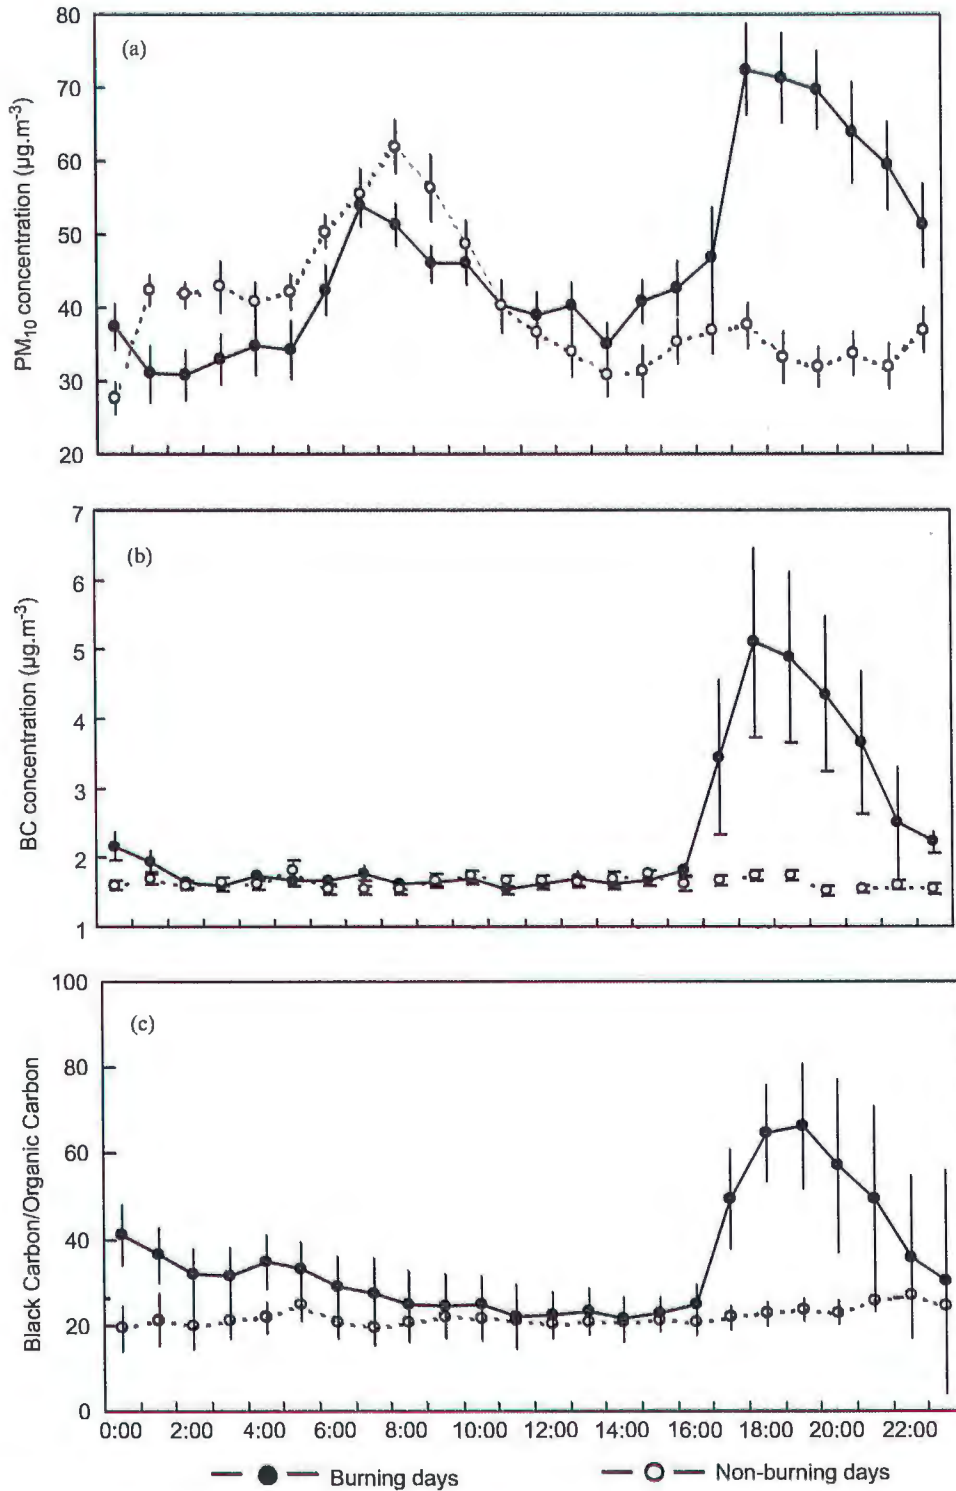 (a)
PM₁₀ concentration (µg.m⁻³)
80
70
60
50
40
30
20
(b)
BC concentration (µg.m⁻³)
7
6
5
4
3
2
1
(c)
Black Carbon/Organic Carbon
100
80
60
40
20
0
0:00 2:00 4:00 6:00 8:00 10:00 12:00 14:00 16:00 18:00 20:00 22:00
Burning days Non-burning days